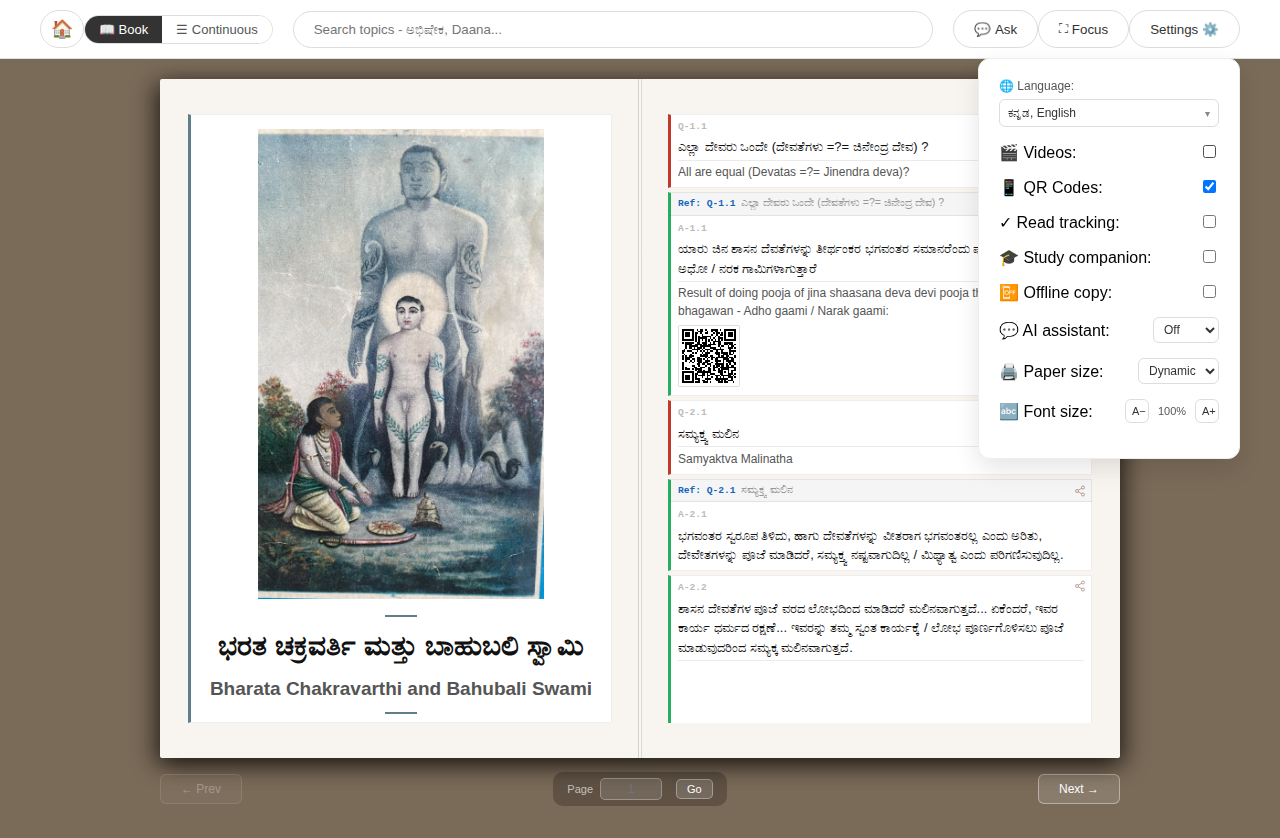 🏠 📖 Book ☰ Continuous Search topics - ಅಭಿಷೇಕ, Daana... 💬 Ask ⛶ Focus Settings ⚙️
ಭರತ ಚಕ್ರವರ್ತಿ ಮತ್ತು ಬಾಹುಬಲಿ ಸ್ವಾಮಿ
Bharata Chakravarthi and Bahubali Swami
Q-1.1
ಎಲ್ಲಾ ದೇವರು ಒಂದೇ (ದೇವತೆಗಳು =?= ಜಿನೇಂದ್ರ ದೇವ) ?
All are equal (Devatas =?= Jinendra deva)?
Ref: Q-1.1 ಎಲ್ಲಾ ದೇವರು ಒಂದೇ (ದೇವತೆಗಳು =?= ಜಿನೇಂದ್ರ ದೇವ) ?
A-1.1
ಯಾರು ಜಿನ ಶಾಸನ ದೆವತೆಗಳನ್ನು ತೀರ್ಥಂಕರ ಭಗವಂತರ ಸಮಾನರೆಂದು
ಅಧೋ / ನರಕ ಗಾಮಿಗಳಾಗುತ್ತಾರೆ
Result of doing pooja of jina shaasana deva devi pooja
bhagawan - Adho gaami / Narak gaami:
Q-2.1
ಸಮ್ಯಕ್ತ್ವ ಮಲಿನ
Samyaktva Malinatha
Ref: Q-2.1 ಸಮ್ಯಕ್ತ್ವ ಮಲಿನ
A-2.1
ಭಗವಂತರ ಸ್ವರೂಪ ತಿಳಿದು, ಹಾಗು ದೇವತೆಗಳನ್ನು ವೀತರಾಗ ಭಗವಂತರಲ್ಲ ಎಂದು ಅರಿತು,
ದೇವೇತಗಳನ್ನು ಪೂಜೆ ಮಾಡಿದರೆ, ಸಮ್ಯಕ್ತ್ವ ನಷ್ಟವಾಗುದಿಲ್ಲ / ಮಿಥ್ಯಾತ್ವ ಎಂದು ಪರಿಗಣಿಸುವುದಿಲ್ಲ.
A-2.2
ಶಾಸನ ದೇವತೆಗಳ ಪೂಜೆ ವರದ ಲೋಭದಿಂದ ಮಾಡಿದರೆ ಮಲಿನವಾಗುತ್ತದೆ... ಏಕೆಂದರೆ, ಇವರ
ಕಾರ್ಯ ಧರ್ಮದ ರಕ್ಷಣೆ... ಇವರನ್ನು ತಮ್ಮ ಸ್ವಂತ ಕಾರ್ಯಕ್ಕೆ / ಲೋಭ ಪೂರ್ಣಗೊಳಿಸಲು ಪೂಜೆ
ಮಾಡುವುದರಿಂದ ಸಮ್ಯಕ್ತ್ವ ಮಲಿನವಾಗುತ್ತದೆ.
🌐 Language:
ಕನ್ನಡ, English
🎬 Videos:
📱 QR Codes:
✓ Read tracking:
🎓 Study companion:
📴 Offline copy:
💬 AI assistant: Off
🖨️ Paper size: Dynamic
🔤 Font size: A− 100% A+
← Prev Page 1 Go Next →